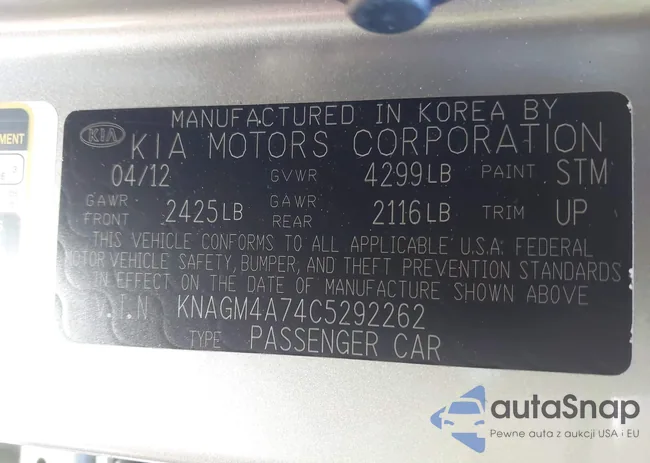 MANUFACTURED IN KOREA BY
KIA KIA MOTORS CORPORATION
04/12 GVWR 4299LB PAINT STM
GAWR FRONT 2425LB GAWR REAR 2116LB TRIM UP
THIS VEHICLE CONFORMS TO ALL APPLICABLE U.S.A. FEDERAL
MOTOR VEHICLE SAFETY, BUMPER, AND THEFT PREVENTION STANDARDS
IN EFFECT ON THE DATE OF MANUFACTURE SHOWN ABOVE
V.I.N KNAGM4A74C5292262
TYPE PASSENGER CAR
autaSnap
Pewne auta z aukcji USA i EU